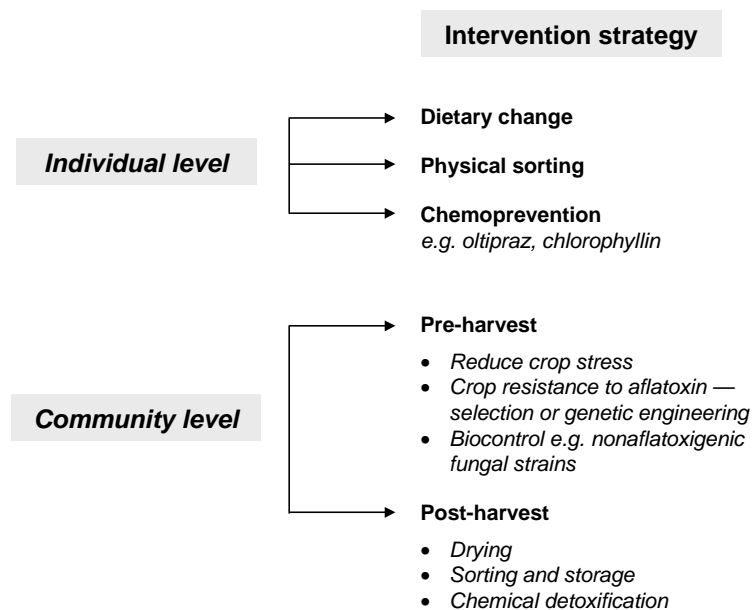 Intervention strategy
Individual level
Dietary change
Physical sorting
Chemoprevention
e.g. oltipraz, chlorophyllin
Community level
Pre-harvest
• Reduce crop stress
• Crop resistance to aflatoxin —
selection or genetic engineering
• Biocontrol e.g. nonaflatoxigenic
fungal strains
Post-harvest
• Drying
• Sorting and storage
• Chemical detoxification